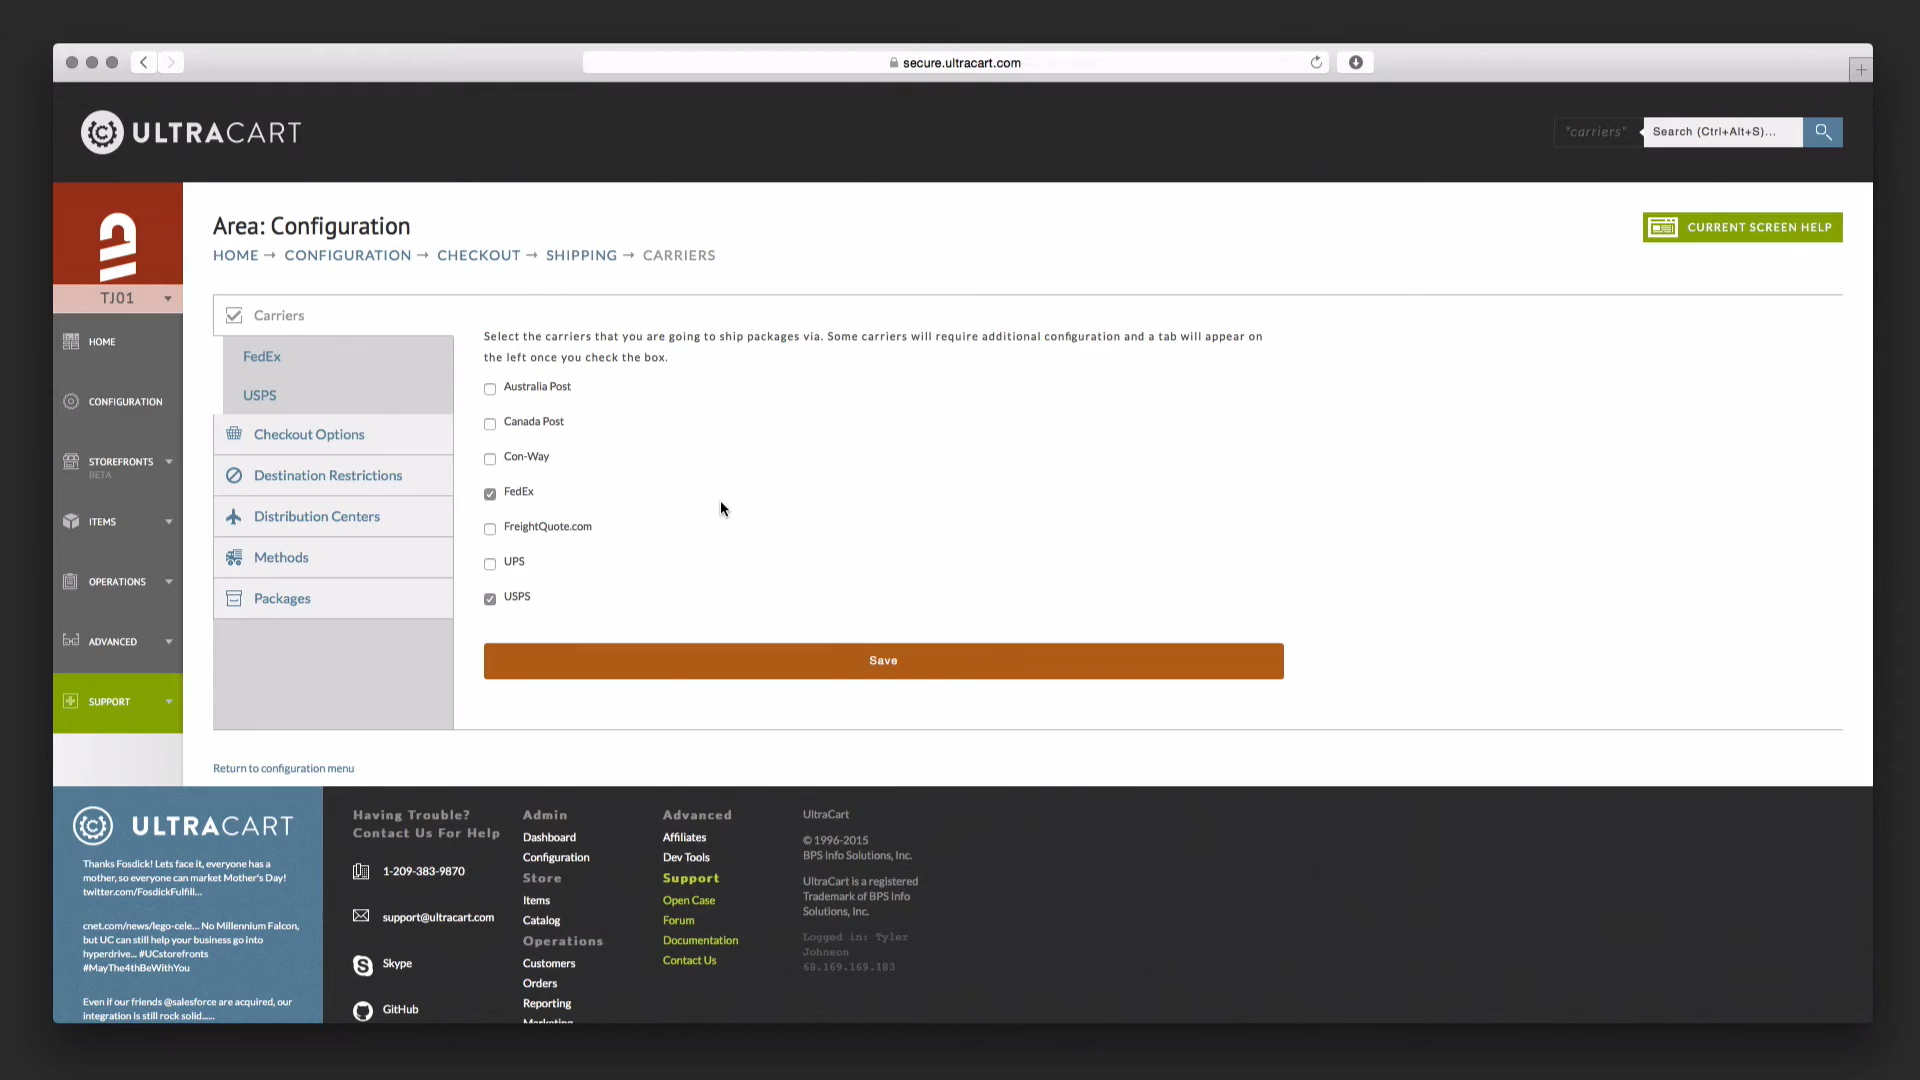 secure.ultracart.com
ULTRACART
"carriers"
Search (Ctrl+Alt+S)...
TJ01
HOME
CONFIGURATION
STOREFRONTS
BETA
ITEMS
OPERATIONS
ADVANCED
SUPPORT
Area: Configuration
HOME → CONFIGURATION → CHECKOUT → SHIPPING → CARRIERS
CURRENT SCREEN HELP
Carriers
FedEx
USPS
Checkout Options
Destination Restrictions
Distribution Centers
Methods
Packages
Select the carriers that you are going to ship packages via. Some carriers will require additional configuration and a tab will appear on
the left once you check the box.
Australia Post
Canada Post
Con-Way
FedEx
FreightQuote.com
UPS
USPS
Save
Return to configuration menu
ULTRACART
Thanks Fosdick! Lets face it, everyone has a
mother, so everyone can market Mother's Day!
twitter.com/FosdickFulfill...
cnet.com/news/lego-cele... No Millennium Falcon,
but UC can still help your business go into
hyperdrive... #UCstorefronts
#MayThe4thBeWithYou
Even if our friends @salesforce are acquired, our
integration is still rock solid......
Having Trouble?
Contact Us For Help
1-209-383-9870
support@ultracart.com
Skype
GitHub
Admin
Dashboard
Configuration
Store
Items
Catalog
Operations
Customers
Orders
Reporting
Marketing
Advanced
Affiliates
Dev Tools
Support
Open Case
Forum
Documentation
Contact Us
UltraCart
© 1996-2015
BPS Info Solutions, Inc.
UltraCart is a registered
Trademark of BPS Info
Solutions, Inc.
Logged in: Tyler
Johnson
68.169.169.183